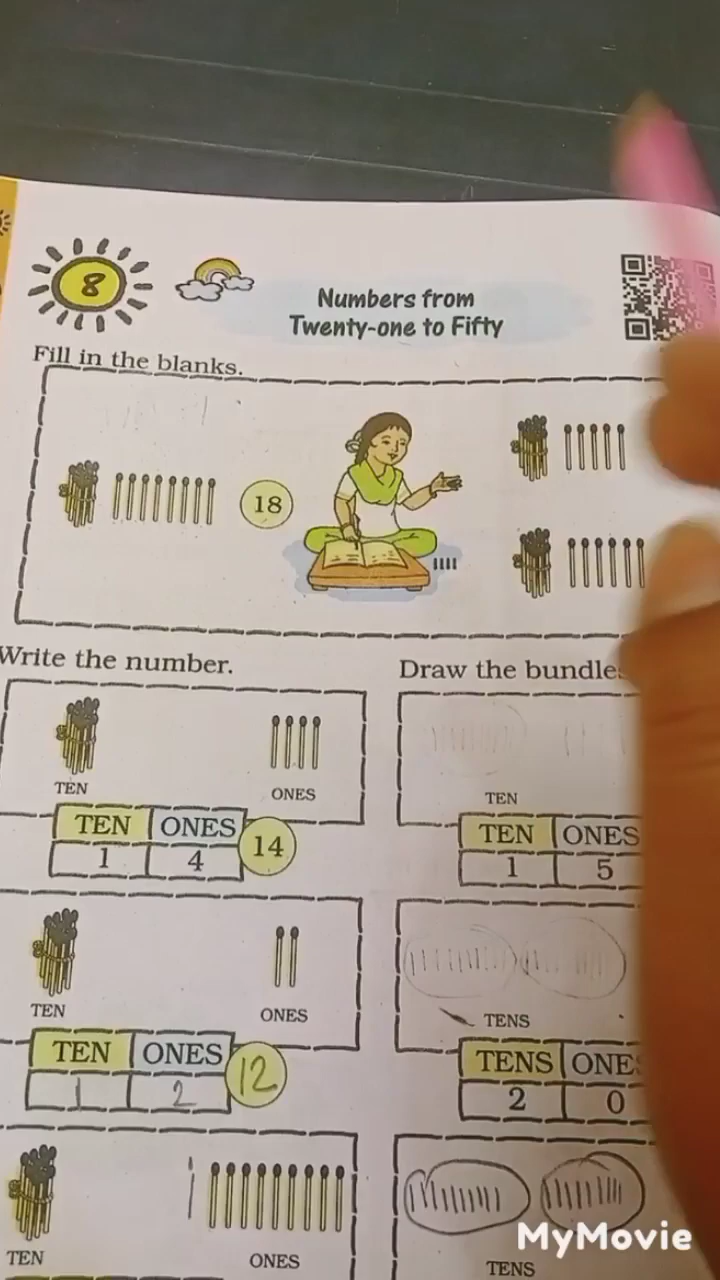 8
Numbers from
Twenty-one to Fifty
Fill in the blanks.
18
Write the number.
TEN ONES
TEN ONES
1 4
14
TEN ONES
TEN ONES
1 2
12
TEN ONES
Draw the bundle
TEN
TEN ONES
1 5
TENS
TENS ONE
2 0
TENS
MyMovie